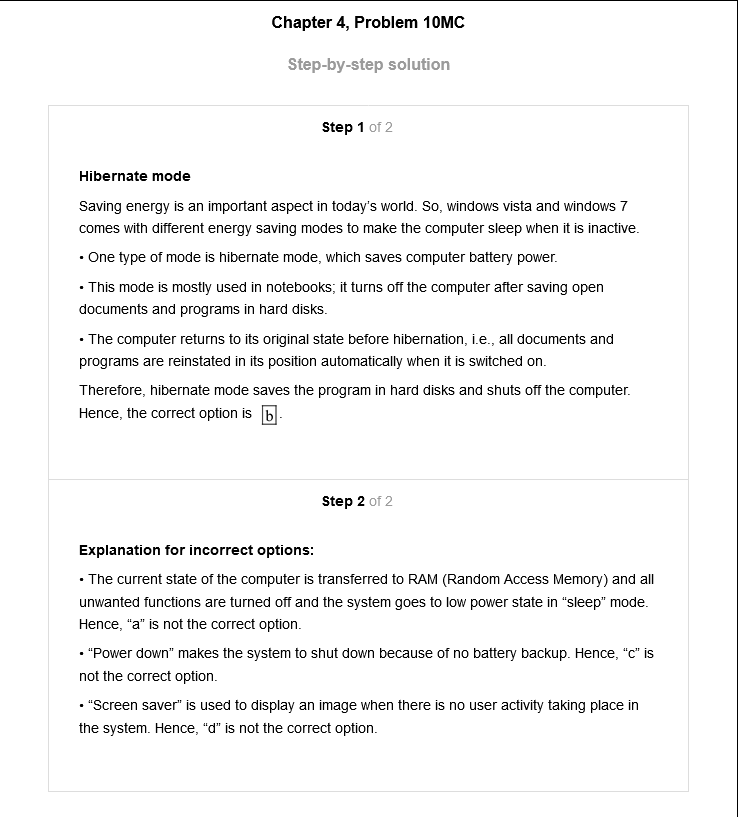 Chapter 4, Problem 10MC
Step-by-step solution
Step 1 of 2
Hibernate mode
Saving energy is an important aspect in today's world. So, windows vista and windows 7
comes with different energy saving modes to make the computer sleep when it is inactive.
• One type of mode is hibernate mode, which saves computer battery power.
• This mode is mostly used in notebooks; it turns off the computer after saving open
documents and programs in hard disks.
• The computer returns to its original state before hibernation, i.e., all documents and
programs are reinstated in its position automatically when it is switched on.
Therefore, hibernate mode saves the program in hard disks and shuts off the computer.
Hence, the correct option is b.
Step 2 of 2
Explanation for incorrect options:
• The current state of the computer is transferred to RAM (Random Access Memory) and all
unwanted functions are turned off and the system goes to low power state in “sleep” mode.
Hence, “a” is not the correct option.
• “Power down” makes the system to shut down because of no battery backup. Hence, “c” is
not the correct option.
• “Screen saver” is used to display an image when there is no user activity taking place in
the system. Hence, “d” is not the correct option.